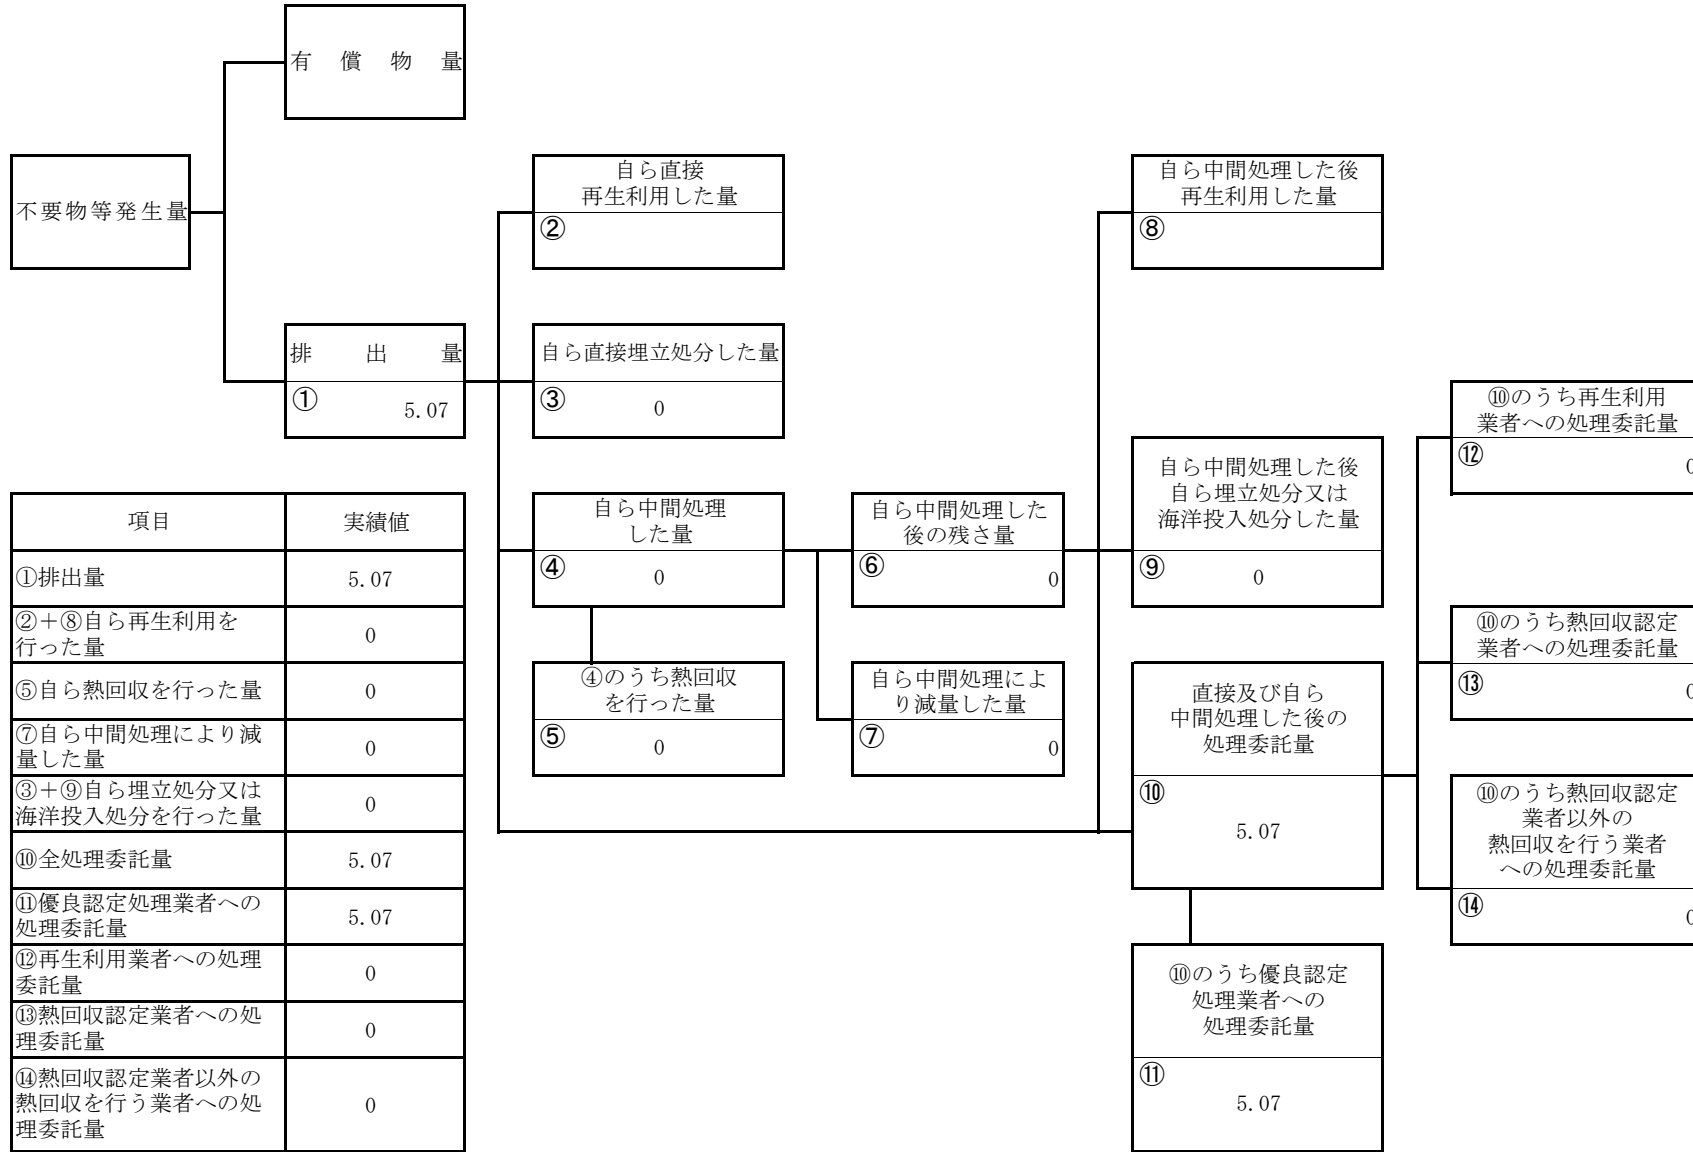 有償物量
不要物等発生量
自ら直接
再生利用した量
②
自ら中間処理した後
再生利用した量
⑧
排出量
①
5.07
自ら直接埋立処分した量
③
0
⑩のうち再生利用
業者への処理委託量
⑫
0
自ら中間処理
した量
④
0
自ら中間処理した
後の残さ量
⑥
0
自ら中間処理した後
自ら埋立処分又は
海洋投入処分した量
⑨
0
④のうち熱回収
を行った量
⑤
0
自ら中間処理によ
り減量した量
⑦
0
直接及び自ら
中間処理した後の
処理委託量
⑩
5.07
⑩のうち熱回収認定
業者への処理委託量
⑬
0
⑩のうち熱回収認定
業者以外の
熱回収を行う業者
への処理委託量
⑭
0
⑩のうち優良認定
処理業者への
処理委託量
⑪
5.07
項目 実績値
①排出量 5.07
②＋⑧自ら再生利用を
行った量
0
⑤自ら熱回収を行った量 0
⑦自ら中間処理により減
量した量
0
③＋⑨自ら埋立処分又は
海洋投入処分を行った量
0
⑩全処理委託量 5.07
⑪優良認定処理業者への
処理委託量
5.07
⑫再生利用業者への処理
委託量
0
⑬熱回収認定業者への処
理委託量
0
⑭熱回収認定業者以外の
熱回収を行う業者への処
理委託量
0